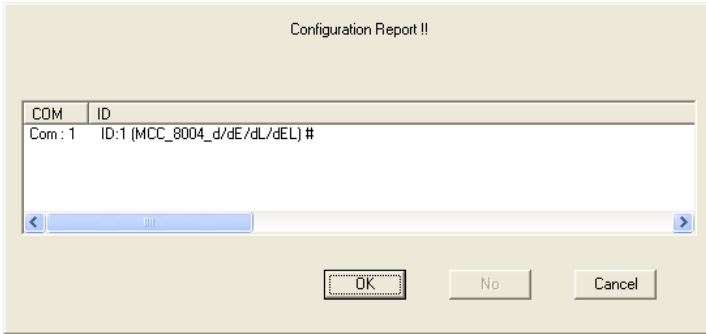 Configuration Report !!
COM ID
Com : 1 ID:1 (MCC_8004_d/dE/dL/dEL) #
OK No Cancel